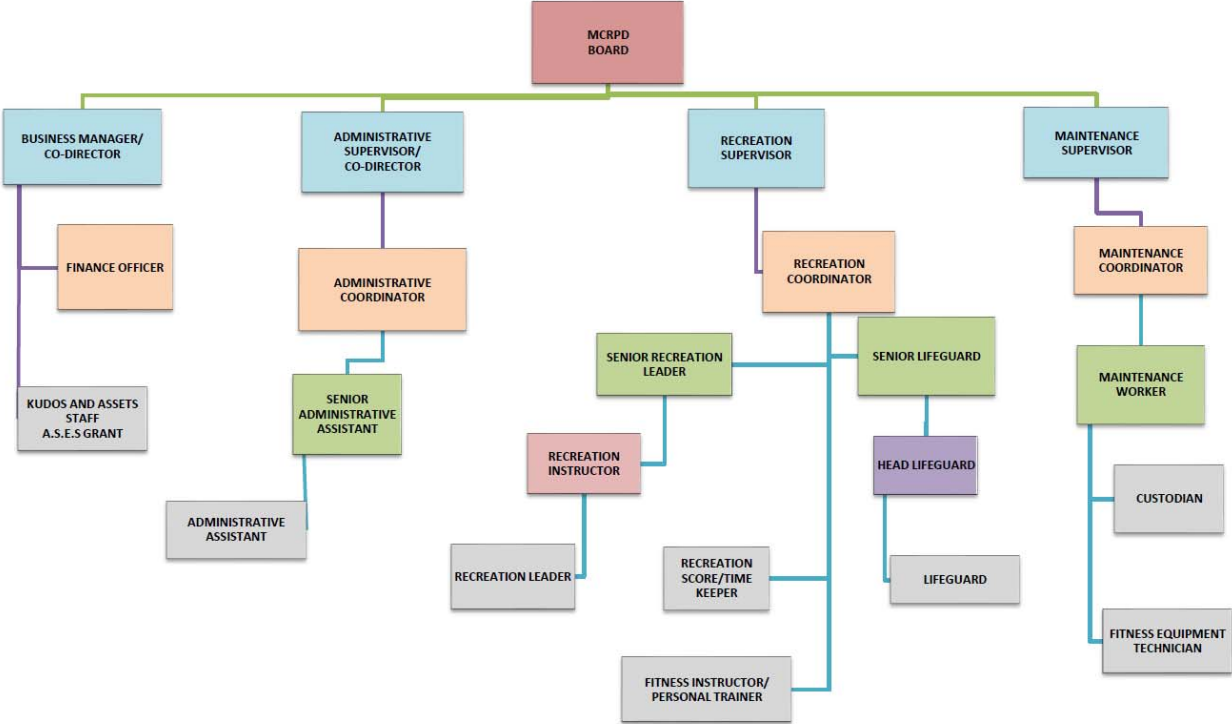 MCRPD
BOARD
BUSINESS MANAGER/
CO-DIRECTOR
ADMINISTRATIVE
SUPERVISOR/
CO-DIRECTOR
RECREATION
SUPERVISOR
MAINTENANCE
SUPERVISOR
FINANCE OFFICER
ADMINISTRATIVE
COORDINATOR
RECREATION
COORDINATOR
MAINTENANCE
COORDINATOR
KUDOS AND ASSETS
STAFF
A.S.E.S GRANT
SENIOR
ADMINISTRATIVE
ASSISTANT
SENIOR RECREATION
LEADER
SENIOR LIFEGUARD
MAINTENANCE
WORKER
ADMINISTRATIVE
ASSISTANT
RECREATION
INSTRUCTOR
HEAD LIFEGUARD
CUSTODIAN
RECREATION LEADER
RECREATION
SCORE/TIME
KEEPER
LIFEGUARD
FITNESS EQUIPMENT
TECHNICIAN
FITNESS INSTRUCTOR/
PERSONAL TRAINER